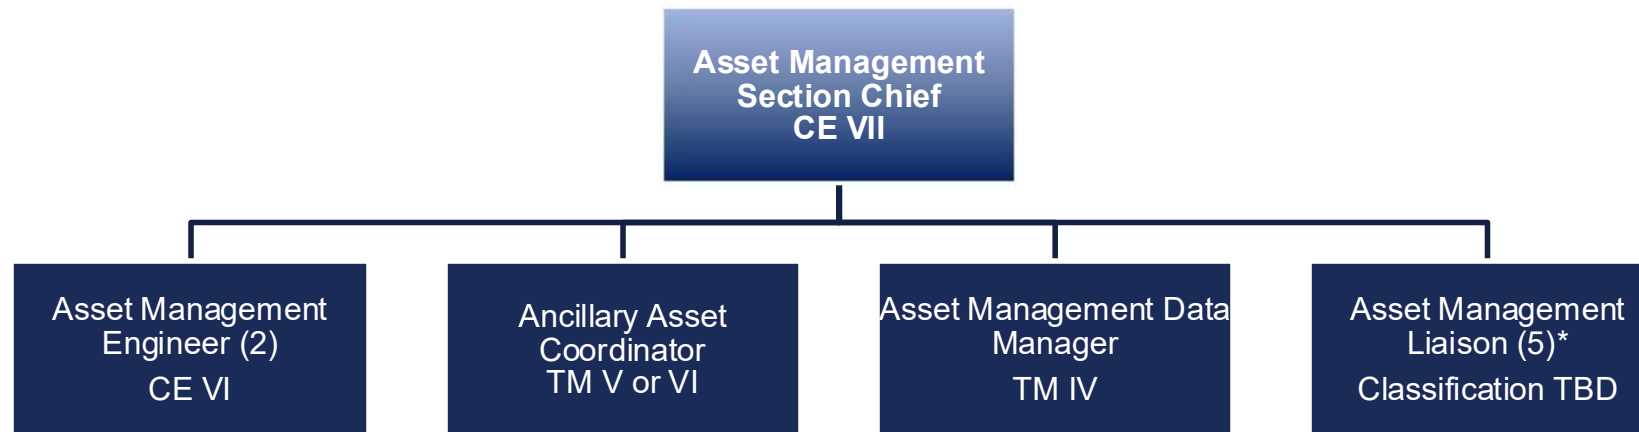 Asset Management
Section Chief
CE VII
Asset Management
Engineer (2)
CE VI
Ancillary Asset
Coordinator
TM V or VI
Asset Management Data
Manager
TM IV
Asset Management
Liaison (5)*
Classification TBD